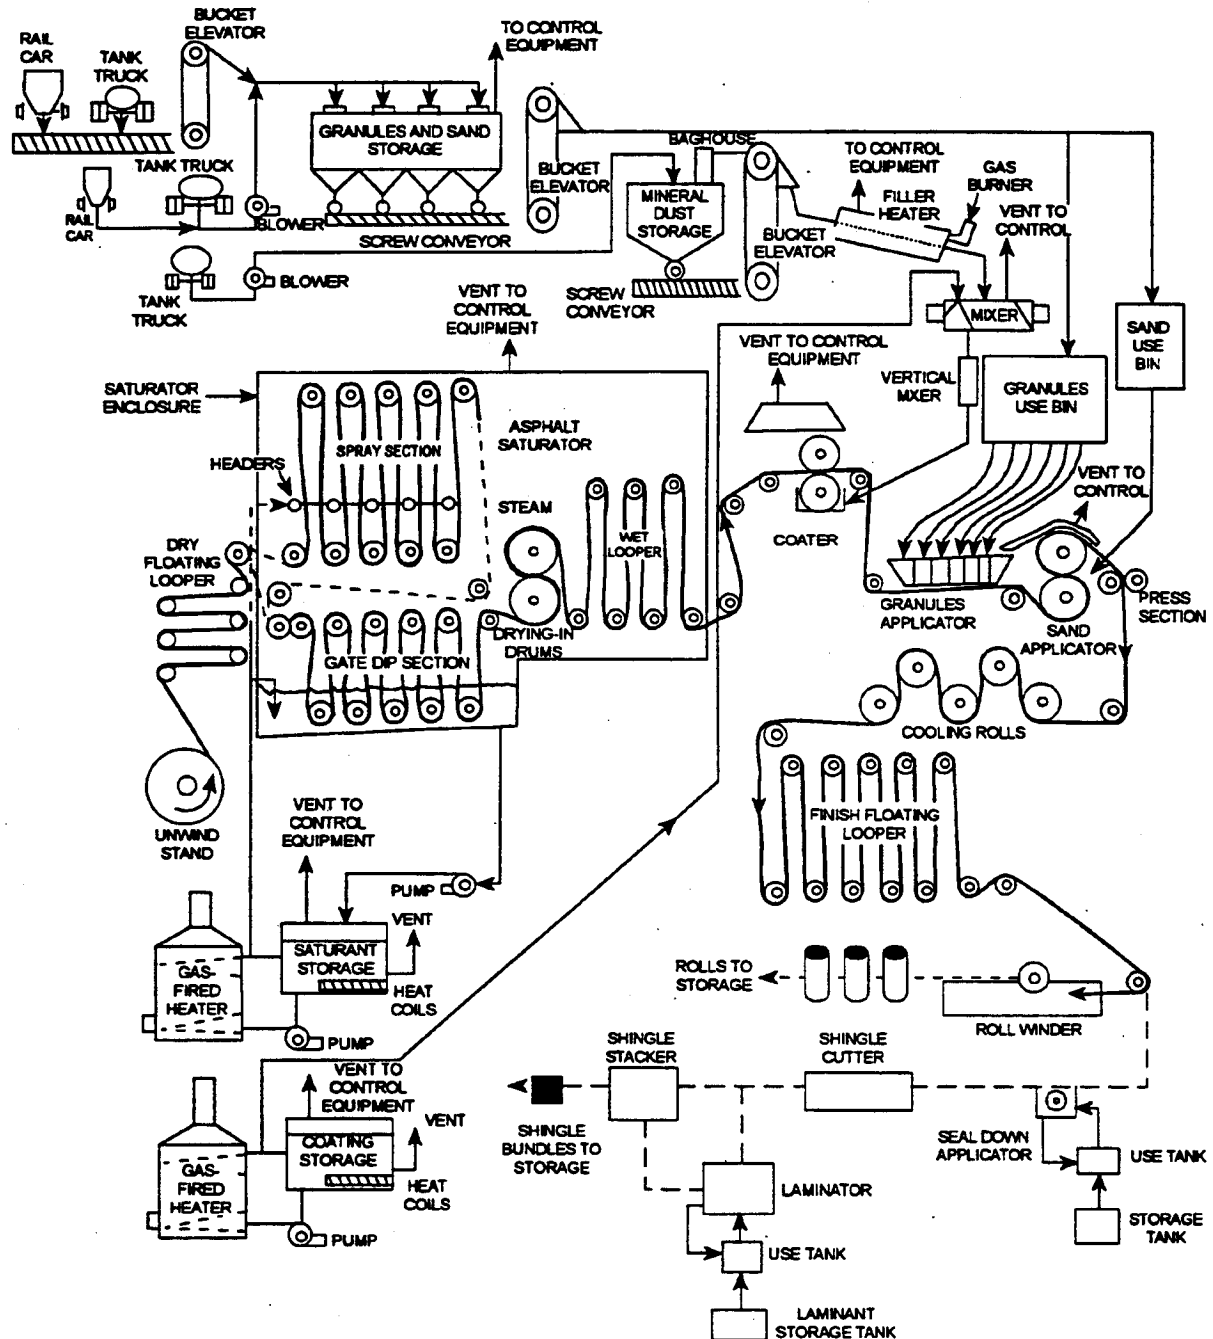 BUCKET
ELEVATOR
TO CONTROL
EQUIPMENT
RAIL
CAR
TANK
TRUCK
GRANULES AND SAND
STORAGE
BUCKET
ELEVATOR
BAGHOUSE
TO CONTROL
EQUIPMENT
GAS
BURNER
FILLER
HEATER
VENT TO
CONTROL
TANK TRUCK
RAIL
CAR
BLOWER
SCREW CONVEYOR
MINERAL
DUST
STORAGE
BUCKET
ELEVATOR
TANK
TRUCK
BLOWER
SCREW
CONVEYOR
VENT TO
CONTROL
EQUIPMENT
MIXER
SAND
USE
BIN
VENT TO CONTROL
EQUIPMENT
VERTICAL
MXER
GRANULES
USE BIN
SATURATOR
ENCLOSURE
ASPHALT
SATURATOR
SPRAY SECTION
HEADERS
STEAM
VENT TO
CONTROL
DRY
FLOATING
LOOPER
WET
LOOPER
COATER
GRANULES
APPLICATOR
PRESS
SECTION
SAND
APPLICATOR
DRYING-IN
DRUMS
GATE DIP SECTION
COOLING ROLLS
UNWIND
STAND
VENT TO
CONTROL
EQUIPMENT
FINISH FLOATING
LOOPER
PUMP
VENT
SATURANT
STORAGE
GAS-
FIRED
HEATER
HEAT
COILS
PUMP
ROLLS TO
STORAGE
ROLL WINDER
VENT TO
CONTROL
EQUIPMENT
SHINGLE
STACKER
SHINGLE
CUTTER
VENT
COATING
STORAGE
GAS-
FIRED
HEATER
HEAT
COILS
PUMP
SHINGLE
BUNDLES TO
STORAGE
SEAL DOWN
APPLICATOR
USE TANK
LAMINATOR
STORAGE
TANK
USE TANK
LAMINANT
STORAGE TANK